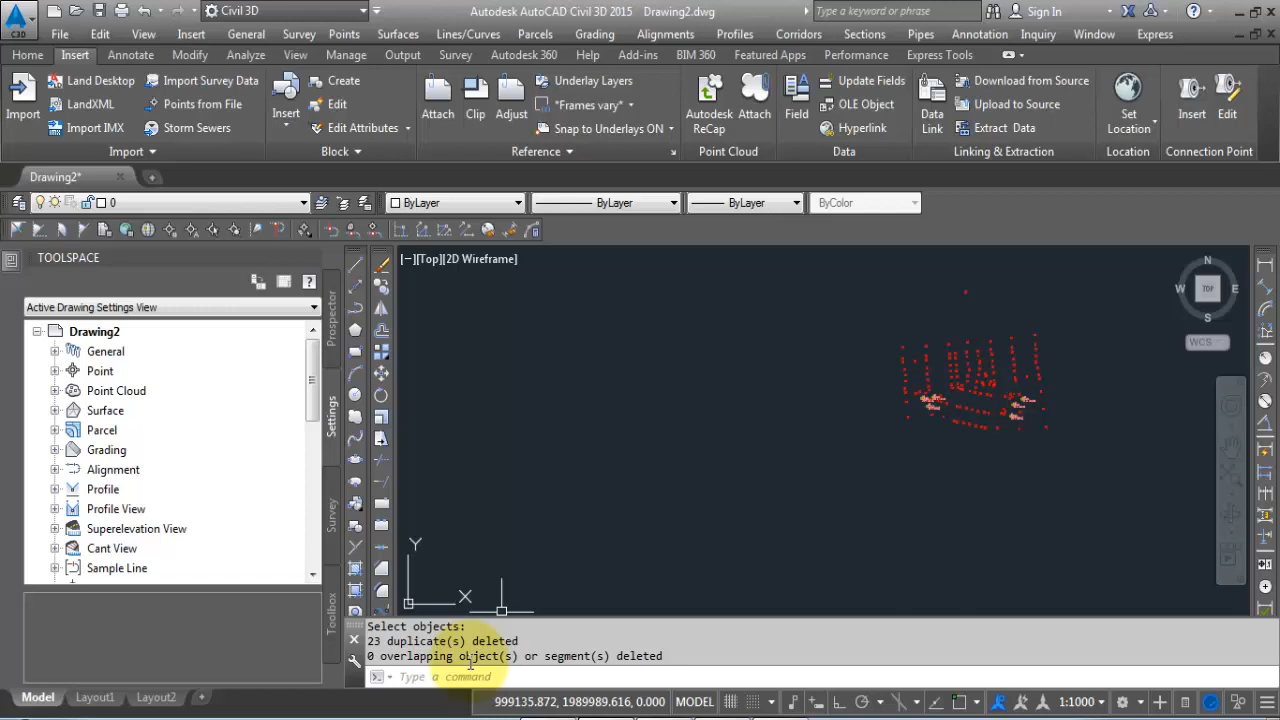 Civil 3D
Autodesk AutoCAD Civil 3D 2015 Drawing2.dwg
Type a keyword or phrase
Sign In
C3D
File Edit View Insert General Survey Points Surfaces Lines/Curves Parcels Grading Alignments Profiles Corridors Sections Pipes Annotation Inquiry Window Express
Home Insert Annotate Modify Analyze View Manage Output Survey Autodesk 360 Help Add-ins BIM 360 Featured Apps Performance Express Tools
Land Desktop Import Survey Data Create Underlay Layers Update Fields Download from Source
LandXML Points from File Edit *Frames vary* OLE Object Upload to Source
Import Insert Attach Clip Adjust Autodesk ReCap Attach Field Data Link Set Location Insert Edit
Import IMX Storm Sewers Edit Attributes Snap to Underlays ON Hyperlink Extract Data
Import Block Reference Point Cloud Data Linking & Extraction Location Connection Point
Drawing2*
0 ByLayer ByLayer ByLayer ByColor
TOOLSPACE
[−][Top][2D Wireframe]
Active Drawing Settings View
Drawing2
General
Point
Point Cloud
Surface
Parcel
Grading
Alignment
Profile
Profile View
Superelevation View
Cant View
Sample Line
Prospector
Settings
Survey
Toolbox
N
W TOP E
S
WCS
Y
X
Select objects:
23 duplicate(s) deleted
0 overlapping object(s) or segment(s) deleted
Type a command
Model Layout1 Layout2 +
999135.872, 1989989.616, 0.000 MODEL 1:1000